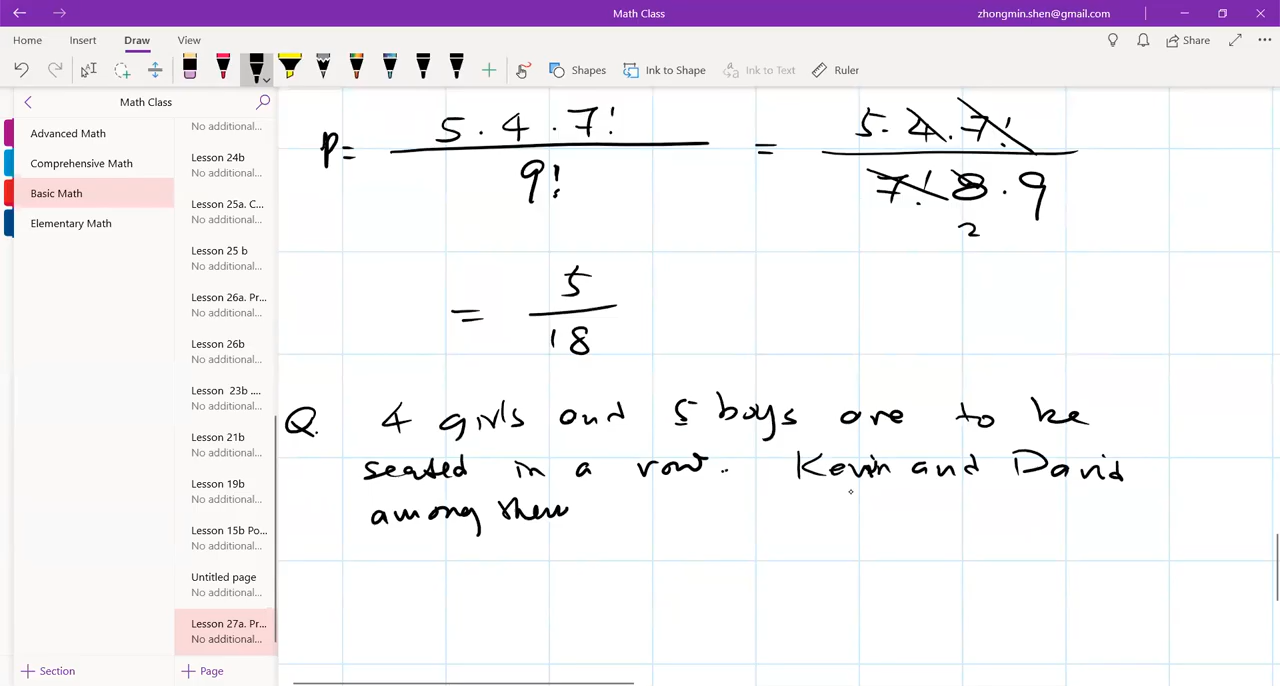 Math Class
zhongmin.shen@gmail.com
Home
Insert
Draw
View
Share
Shapes
Ink to Shape
Ink to Text
Ruler
Math Class
Advanced Math
Comprehensive Math
Basic Math
Elementary Math
No additional...
Lesson 24b
No additional...
Lesson 25a. C...
No additional...
Lesson 25 b
No additional...
Lesson 26a. Pr...
No additional...
Lesson 26b
No additional...
Lesson 23b ....
No additional...
Lesson 21b
No additional...
Lesson 19b
No additional...
Lesson 15b Po...
No additional...
Untitled page
No additional...
Lesson 27a. Pr...
No additional...
Section
Page
5 . 4 . 7!
P= =
9!
5. 4. 7!
7! 8 . 9
2
5
=
18
Q. 4 girls and 5 boys are to be
seated in a row. Kevin and David
among them